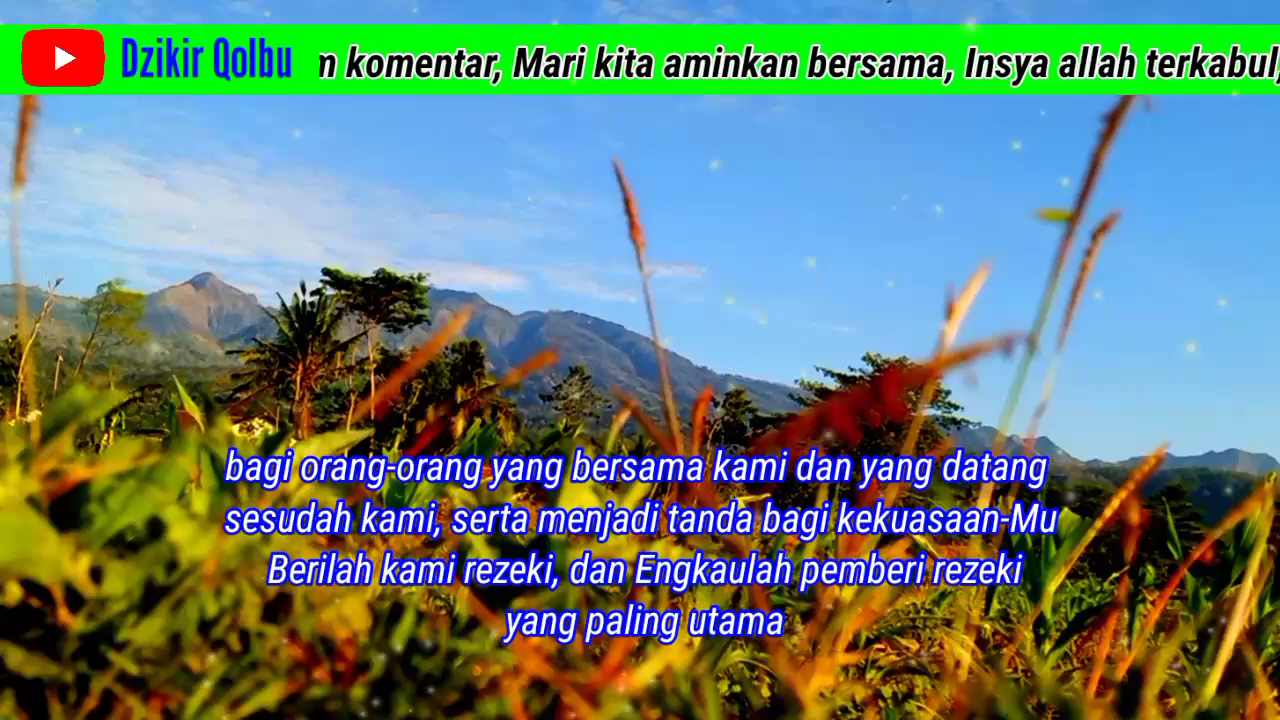 Dzikir Qolbu
komentar, Mari kita aminkan bersama, Insya allah terkabul,
bagi orang-orang yang bersama kami dan yang datang
sesudah kami, serta menjadi tanda bagi kekuasaan-Mu
Berilah kami rezeki, dan Engkaulah pemberi rezeki
yang paling utama